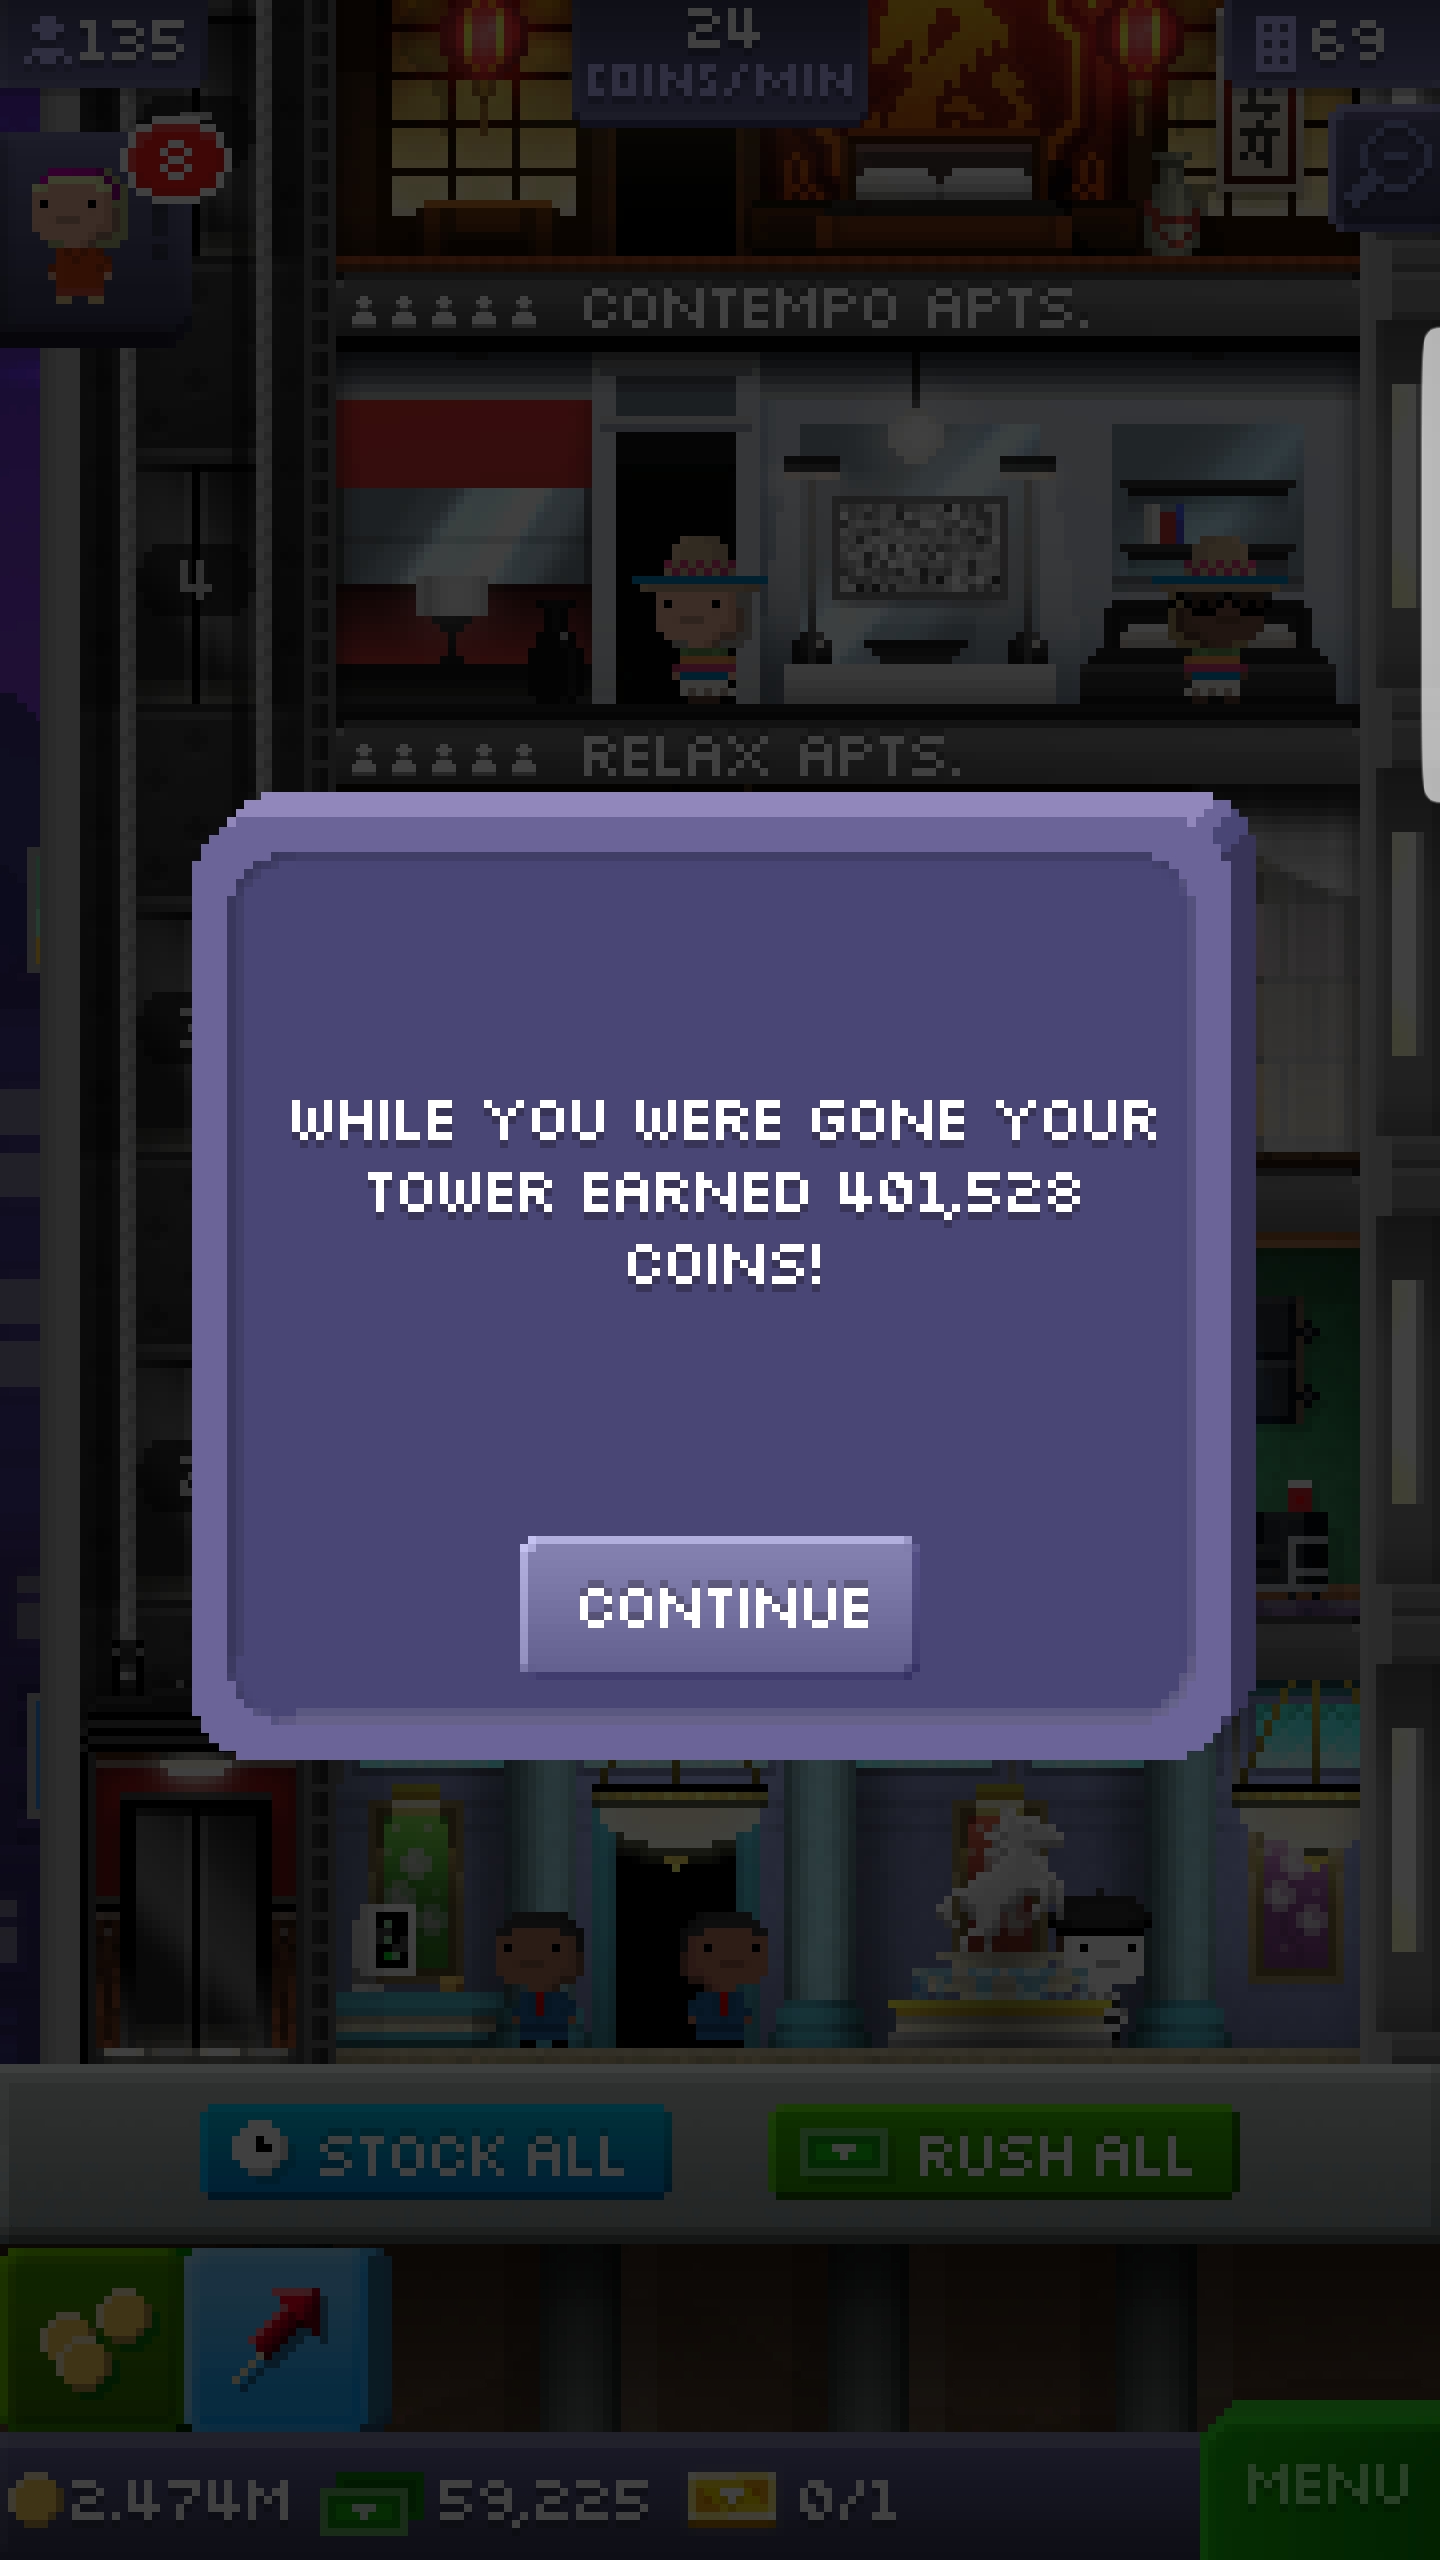 135
24
COINS/MIN
69
8
CONTEMPO APTS.
4
RELAX APTS.
WHILE YOU WERE GONE YOUR
TOWER EARNED 401,528
COINS!
CONTINUE
STOCK ALL
RUSH ALL
2.474M
59,225
0/1
MENU